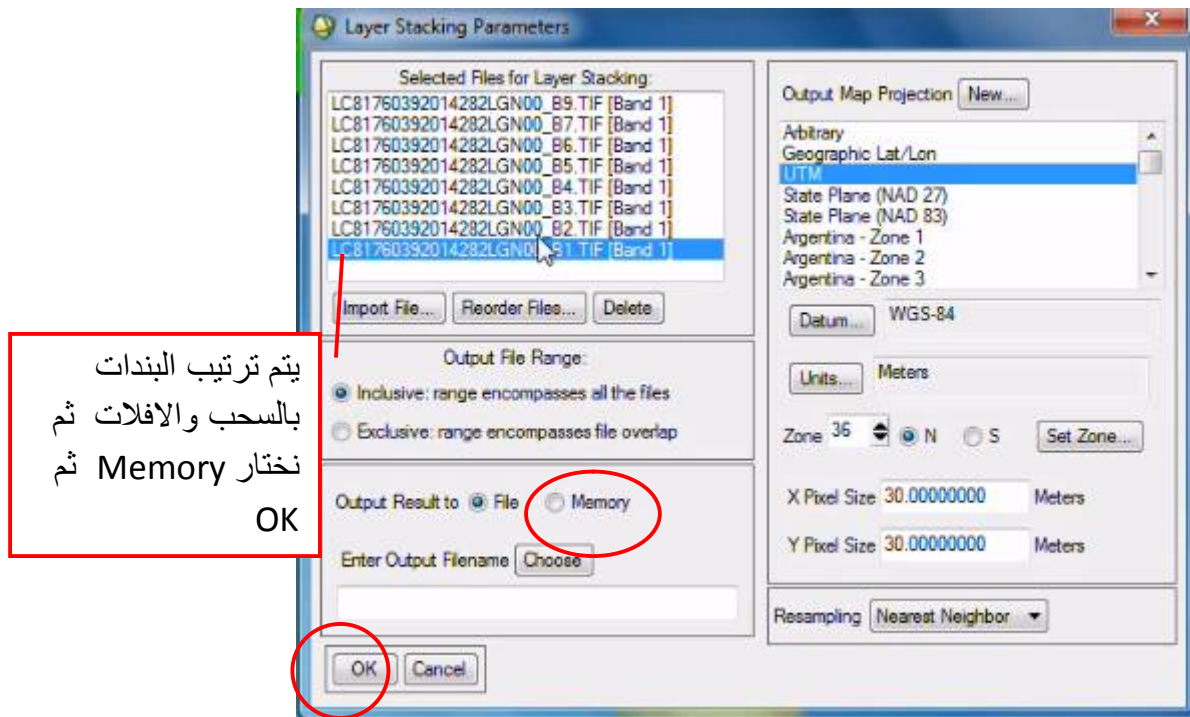 Layer Stacking Parameters
Selected Files for Layer Stacking:
LC81760392014282LGN00_B9.TIF [Band 1]
LC81760392014282LGN00_B7.TIF [Band 1]
LC81760392014282LGN00_B6.TIF [Band 1]
LC81760392014282LGN00_B5.TIF [Band 1]
LC81760392014282LGN00_B4.TIF [Band 1]
LC81760392014282LGN00_B3.TIF [Band 1]
LC81760392014282LGN00_B2.TIF [Band 1]
LC81760392014282LGN00_B1.TIF [Band 1]
Import File... Reorder Files... Delete
Output File Range:
Inclusive: range encompasses all the files
Exclusive: range encompasses file overlap
Output Result to File Memory
Enter Output Filename Choose
OK Cancel
Output Map Projection New...
Arbitrary
Geographic Lat/Lon
UTM
State Plane (NAD 27)
State Plane (NAD 83)
Argentina - Zone 1
Argentina - Zone 2
Argentina - Zone 3
Datum... WGS-84
Units... Meters
Zone 36 N S Set Zone...
X Pixel Size 30.00000000 Meters
Y Pixel Size 30.00000000 Meters
Resampling Nearest Neighbor
يتم ترتيب البندات
بالسحب والافلات ثم
نختار Memory ثم
OK